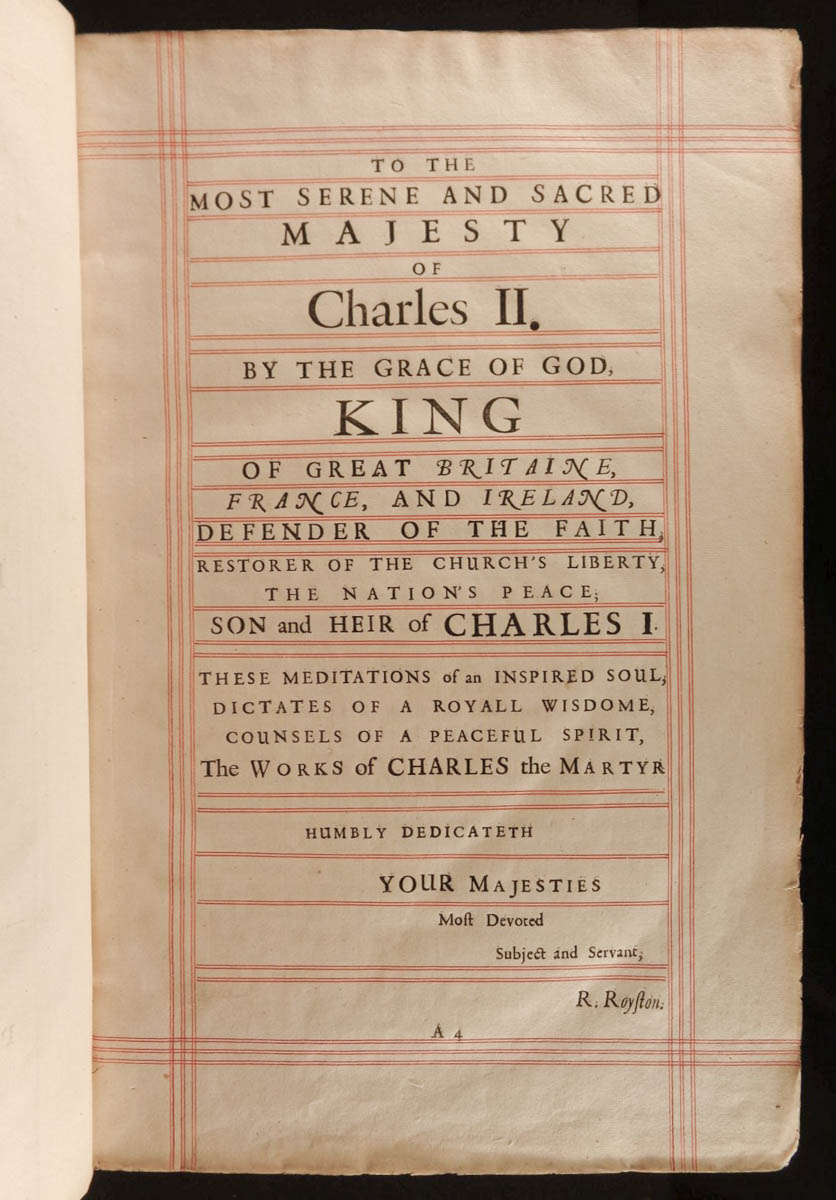 TO THE
MOST SERENE AND SACRED
MAJESTY
OF
Charles II.
BY THE GRACE OF GOD,
KING
OF GREAT BRITAINE,
FRANCE, AND IRELAND,
DEFENDER OF THE FAITH,
RESTORER OF THE CHURCH'S LIBERTY,
THE NATION'S PEACE;
SON and HEIR of CHARLES I.
THESE MEDITATIONS of an INSPIRED SOUL,
DICTATES OF A ROYALL WISDOME,
COUNSELS OF A PEACEFUL SPIRIT,
The WORKS of CHARLES the MARTYR
HUMBLY DEDICATETH
YOUR MAJESTIES
Moſt Devoted
Subject and Servant,
R. Royſton.
A 4